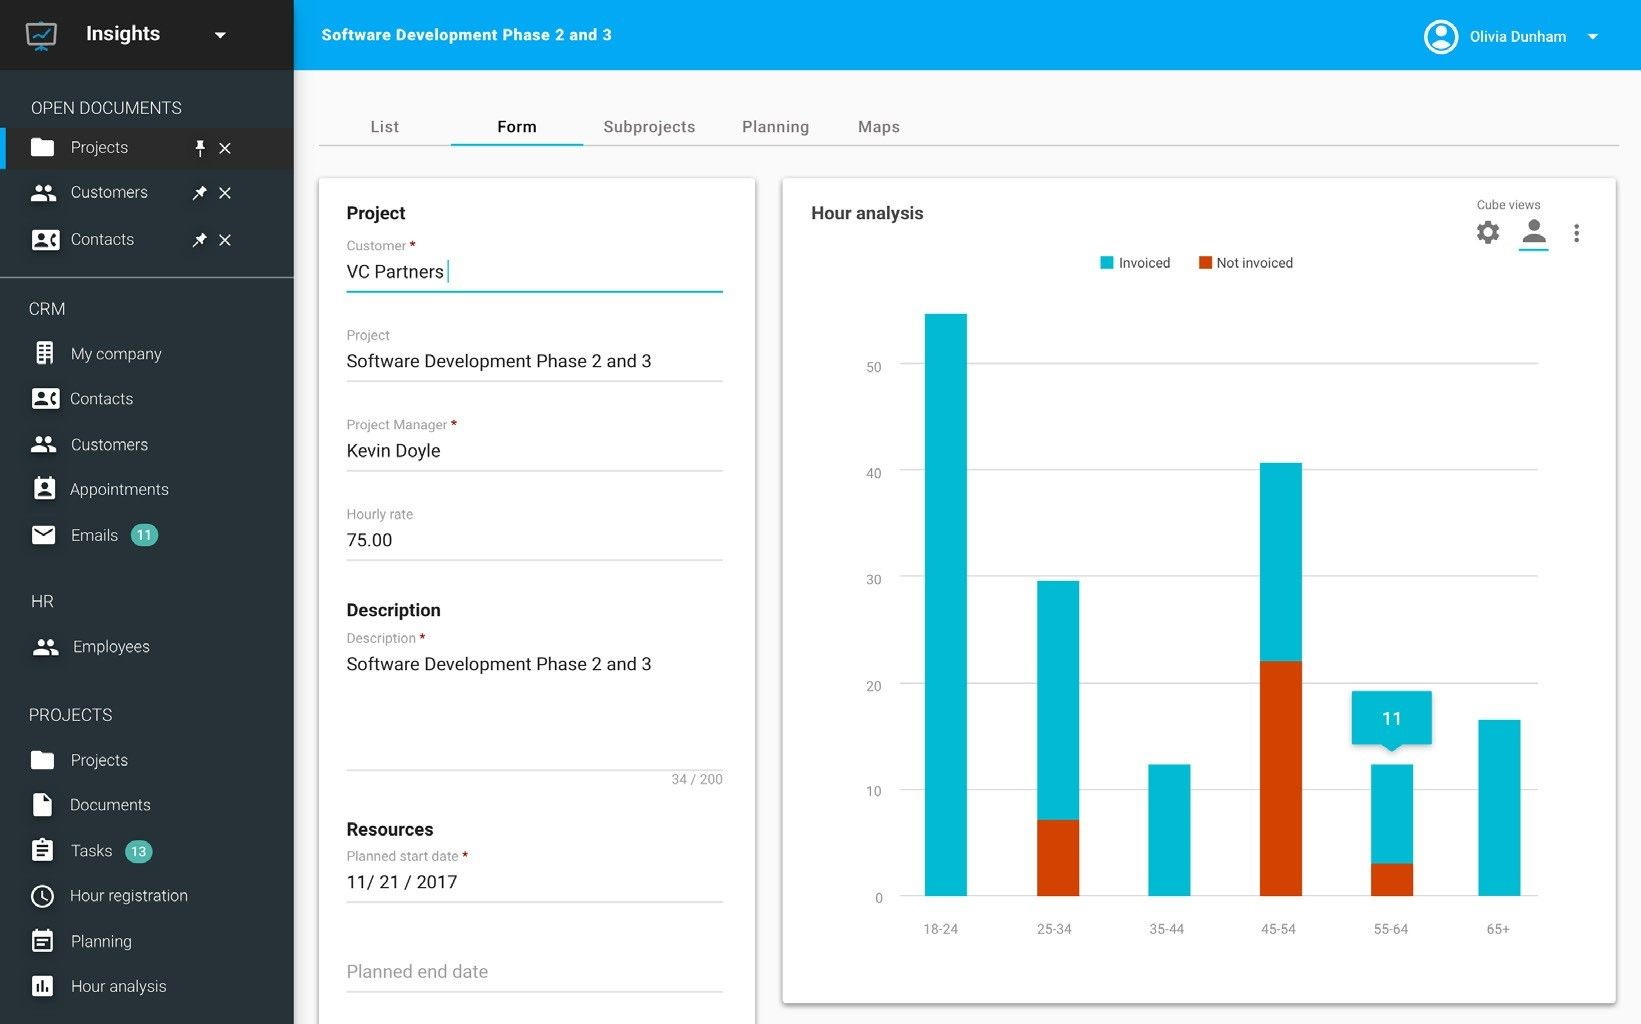 Insights
Software Development Phase 2 and 3
Olivia Dunham
OPEN DOCUMENTS
Projects
Customers
Contacts
CRM
My company
Contacts
Customers
Appointments
Emails 11
HR
Employees
PROJECTS
Projects
Documents
Tasks 13
Hour registration
Planning
Hour analysis
List Form Subprojects Planning Maps
Project
Customer *
VC Partners
Project
Software Development Phase 2 and 3
Project Manager *
Kevin Doyle
Hourly rate
75.00
Description
Description *
Software Development Phase 2 and 3
34 / 200
Resources
Planned start date *
11/ 21 / 2017
Planned end date
Hour analysis
Cube views
Invoiced Not invoiced
50
40
30
20
11
10
0
18-24 25-34 35-44 45-54 55-64 65+